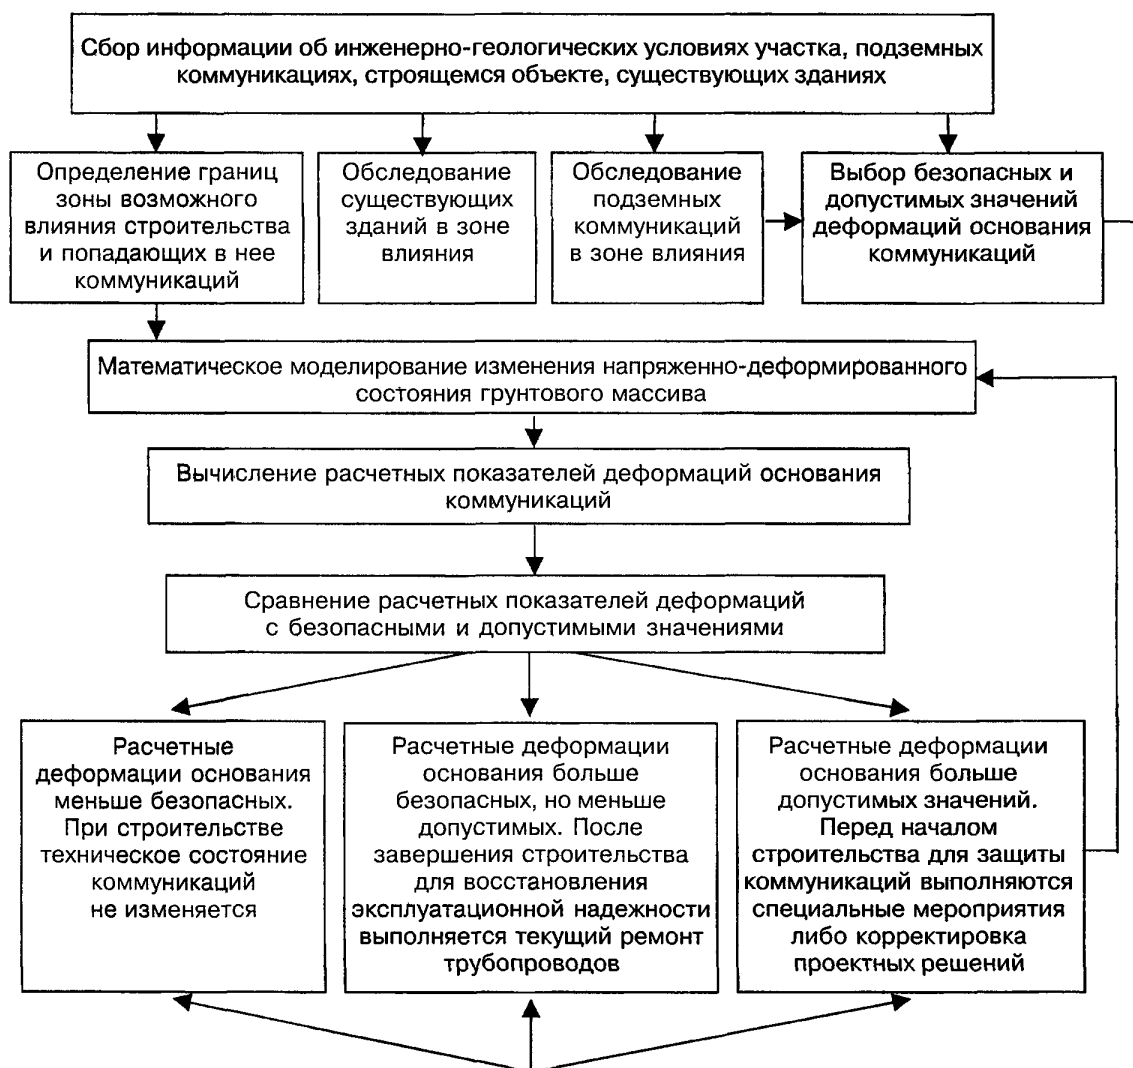 Сбор информации об инженерно-геологических условиях участка, подземных
коммуникациях, строящемся объекте, существующих зданиях
Определение границ
зоны возможного
влияния строительства
и попадающих в нее
коммуникаций
Обследование
существующих
зданий в зоне
влияния
Обследование
подземных
коммуникаций
в зоне влияния
Выбор безопасных и
допустимых значений
деформаций основания
коммуникаций
Математическое моделирование изменения напряженно-деформированного
состояния грунтового массива
Вычисление расчетных показателей деформаций основания
коммуникаций
Сравнение расчетных показателей деформаций
с безопасными и допустимыми значениями
Расчетные
деформации основания
меньше безопасных.
При строительстве
техническое состояние
коммуникаций
не изменяется
Расчетные деформации
основания больше
безопасных, но меньше
допустимых. После
завершения строительства
для восстановления
эксплуатационной надежности
выполняется текущий ремонт
трубопроводов
Расчетные деформации
основания больше
допустимых значений.
Перед началом
строительства для защиты
коммуникаций выполняются
специальные мероприятия
либо корректировка
проектных решений